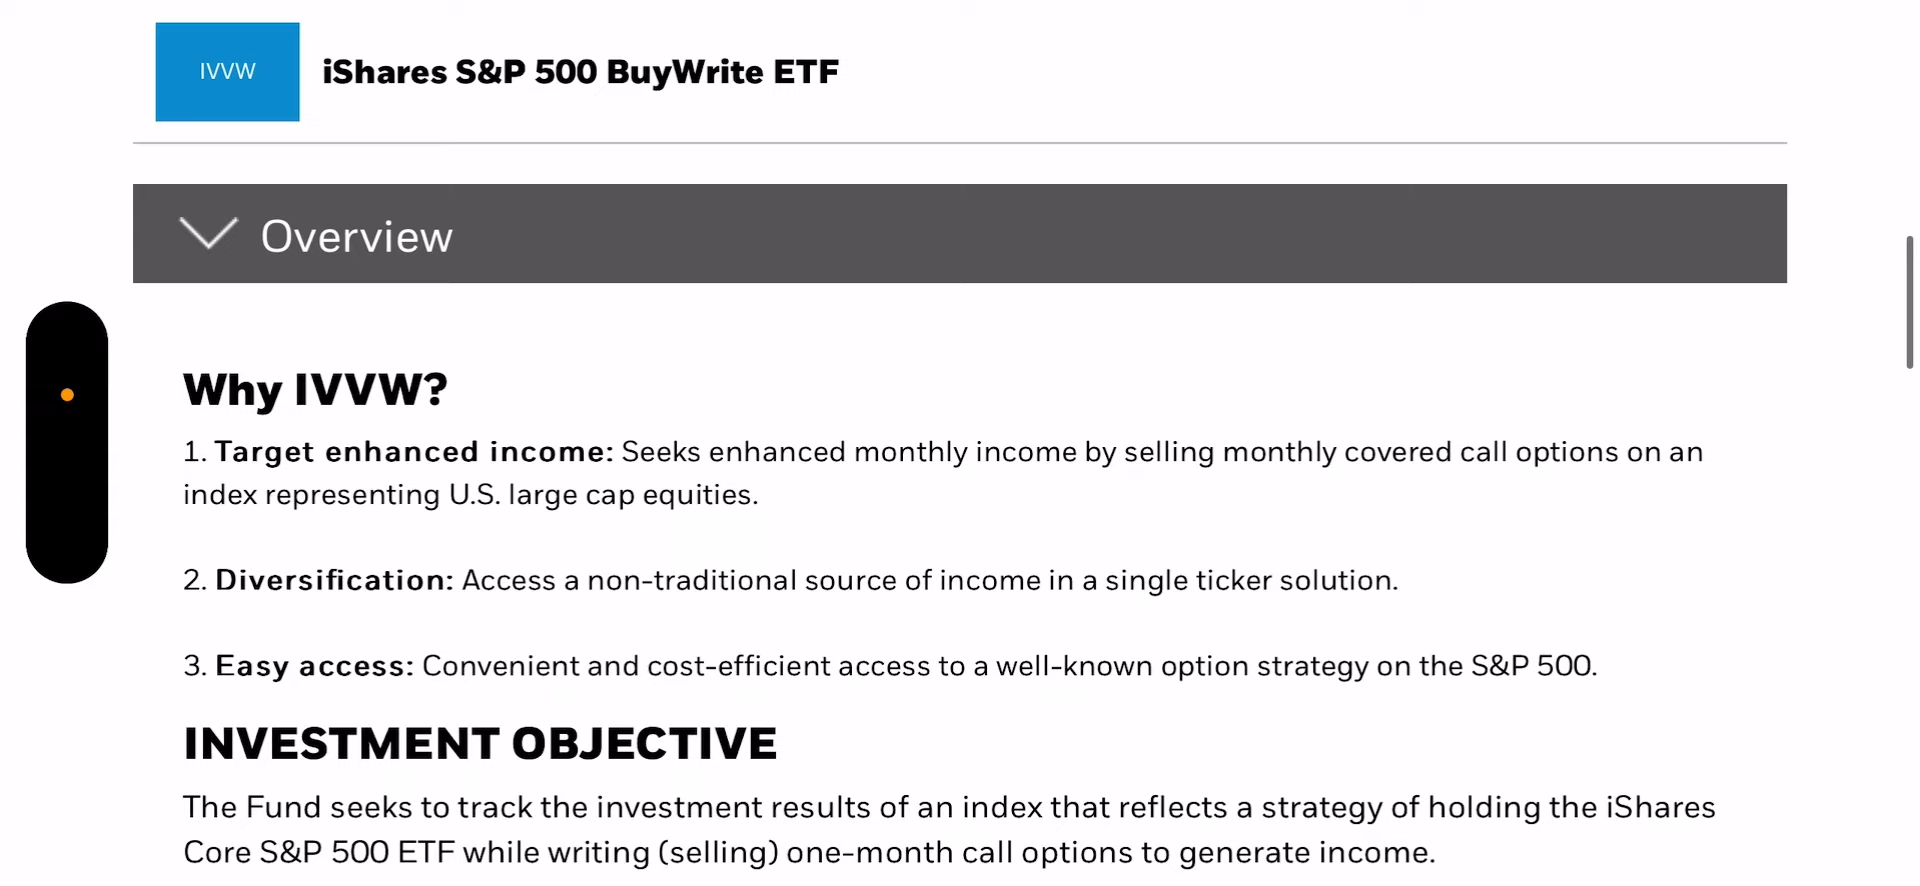 IVVW
iShares S&P 500 BuyWrite ETF
Overview
Why IVVW?
1. Target enhanced income: Seeks enhanced monthly income by selling monthly covered call options on an
index representing U.S. large cap equities.
2. Diversification: Access a non-traditional source of income in a single ticker solution.
3. Easy access: Convenient and cost-efficient access to a well-known option strategy on the S&P 500.
INVESTMENT OBJECTIVE
The Fund seeks to track the investment results of an index that reflects a strategy of holding the iShares
Core S&P 500 ETF while writing (selling) one-month call options to generate income.